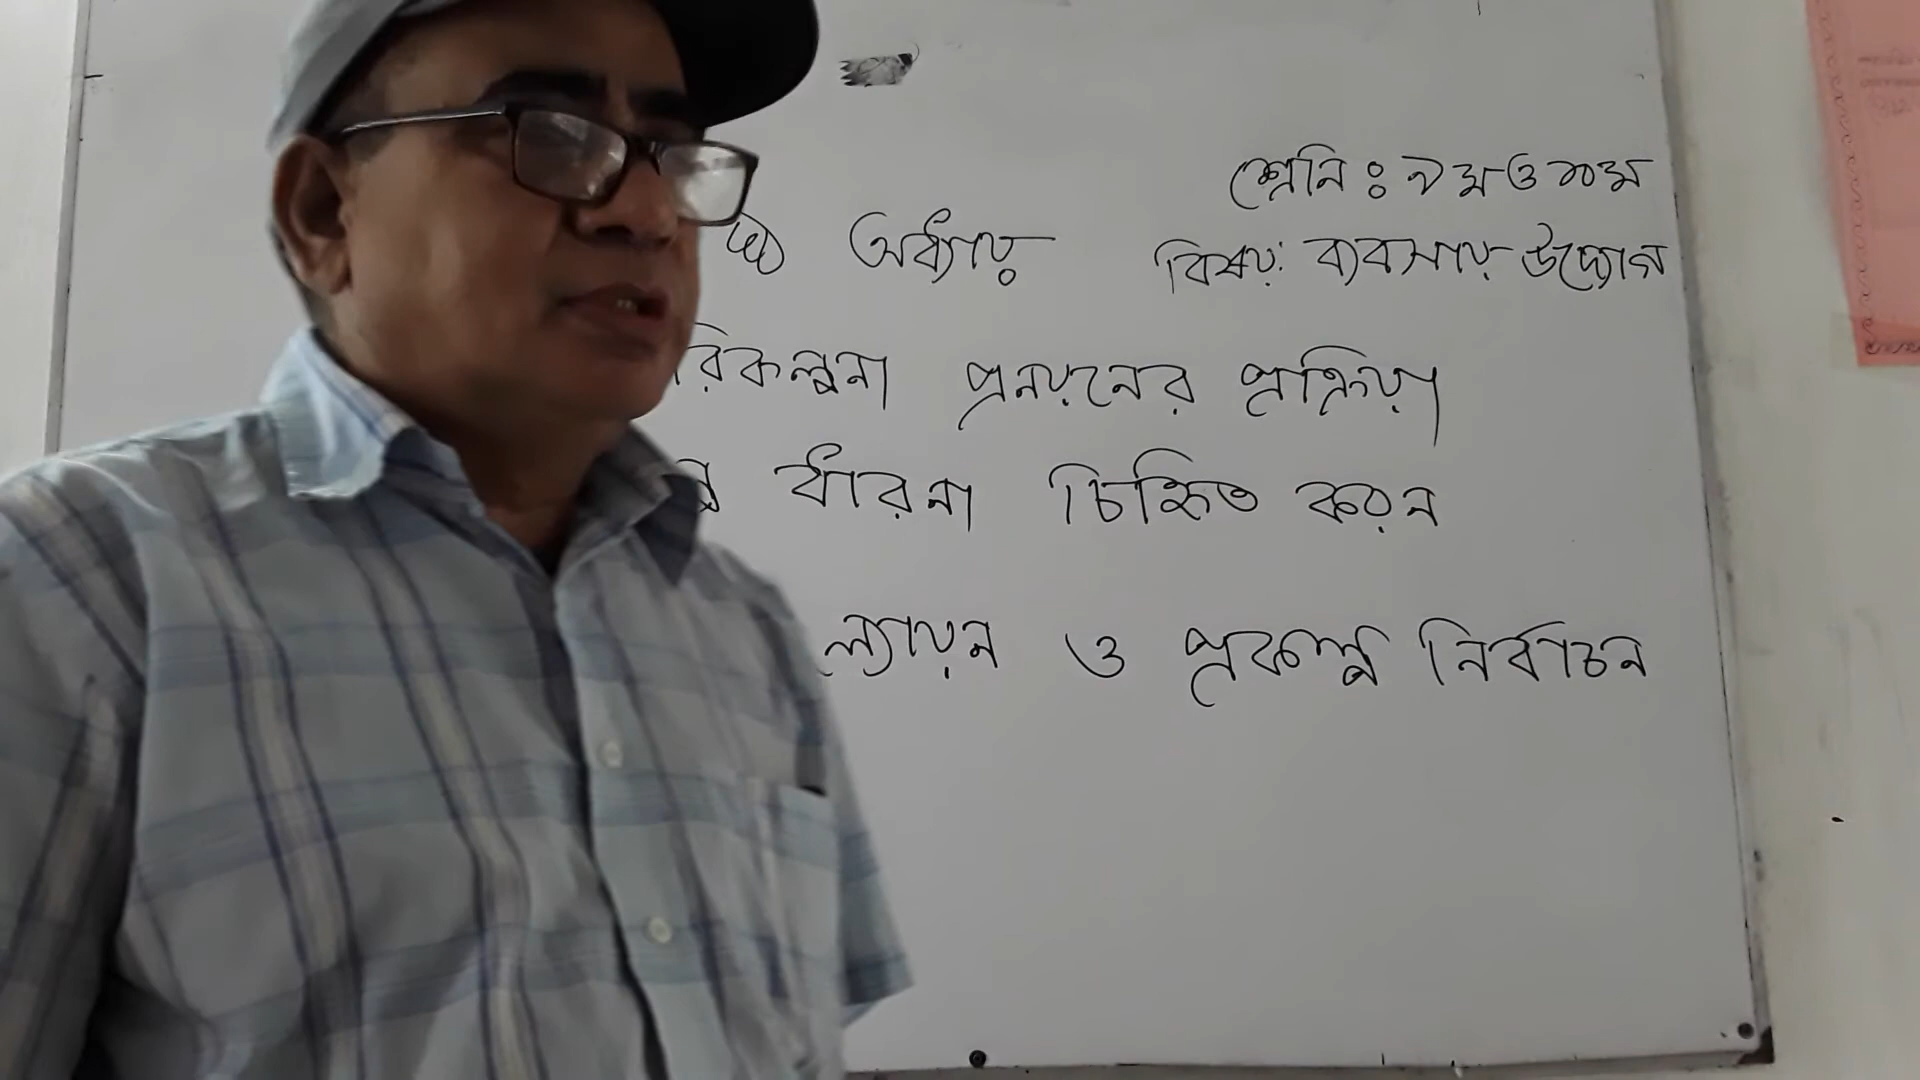 শ্রেনি ঃ ৯ম ও ১০ম
অধ্যায় বিষয়: ব্যবসায় উদ্যোগ
রিকল্পনা প্রনয়নের প্রক্রিয়া
ধারনা চিহ্নিত করন
ল্যায়ন ও প্রকল্প নির্বাচন